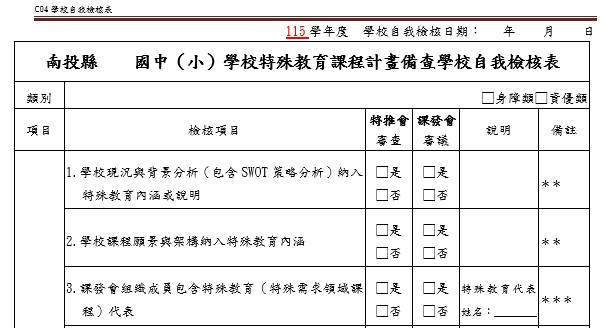 C04學校自我檢核表
115學年度　學校自我檢核日期：　年　月　日
南投縣　　國中（小）學校特殊教育課程計畫備查學校自我檢核表
類別　□身障類□資優類
項目　檢核項目　特推會審查　課發會審議　說明　備註
1.學校現況與背景分析（包含SWOT策略分析）納入　□是　□是
特殊教育內涵或說明　□否　□否　**
2.學校課程願景與架構納入特殊教育內涵　□是　□是
□否　□否　**
3.課發會組織成員包含特殊教育（特殊需求領域課　□是　□是　特殊教育代表
程）代表　□否　□否　姓名：______　***